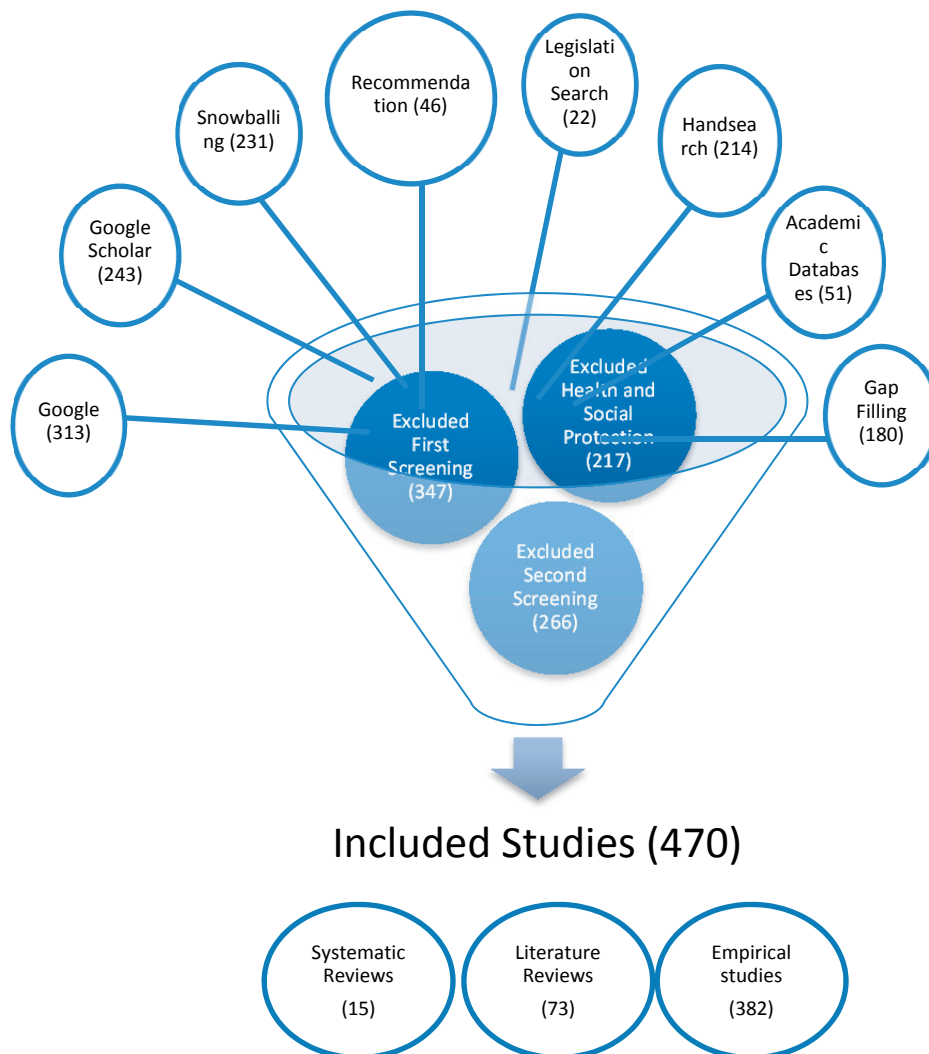 Legislati
on
Search
(22)
Recommenda
tion (46)
Snowballi
ng (231)
Handsea
rch (214)
Google
Scholar
(243)
Academi
c
Databas
es (51)
Google
(313)
Gap
Filling
(180)
Excluded
First
Screening
(347)
Excluded
Health and
Social
Protection
(217)
Excluded
Second
Screening
(266)
Included Studies (470)
Systematic
Reviews
(15)
Literature
Reviews
(73)
Empirical
studies
(382)